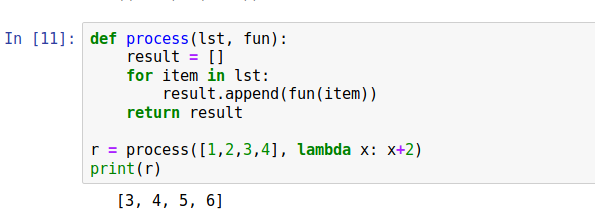 In [11]: def process(lst, fun):
    result = []
    for item in lst:
        result.append(fun(item))
    return result

r = process([1,2,3,4], lambda x: x+2)
print(r)
[3, 4, 5, 6]